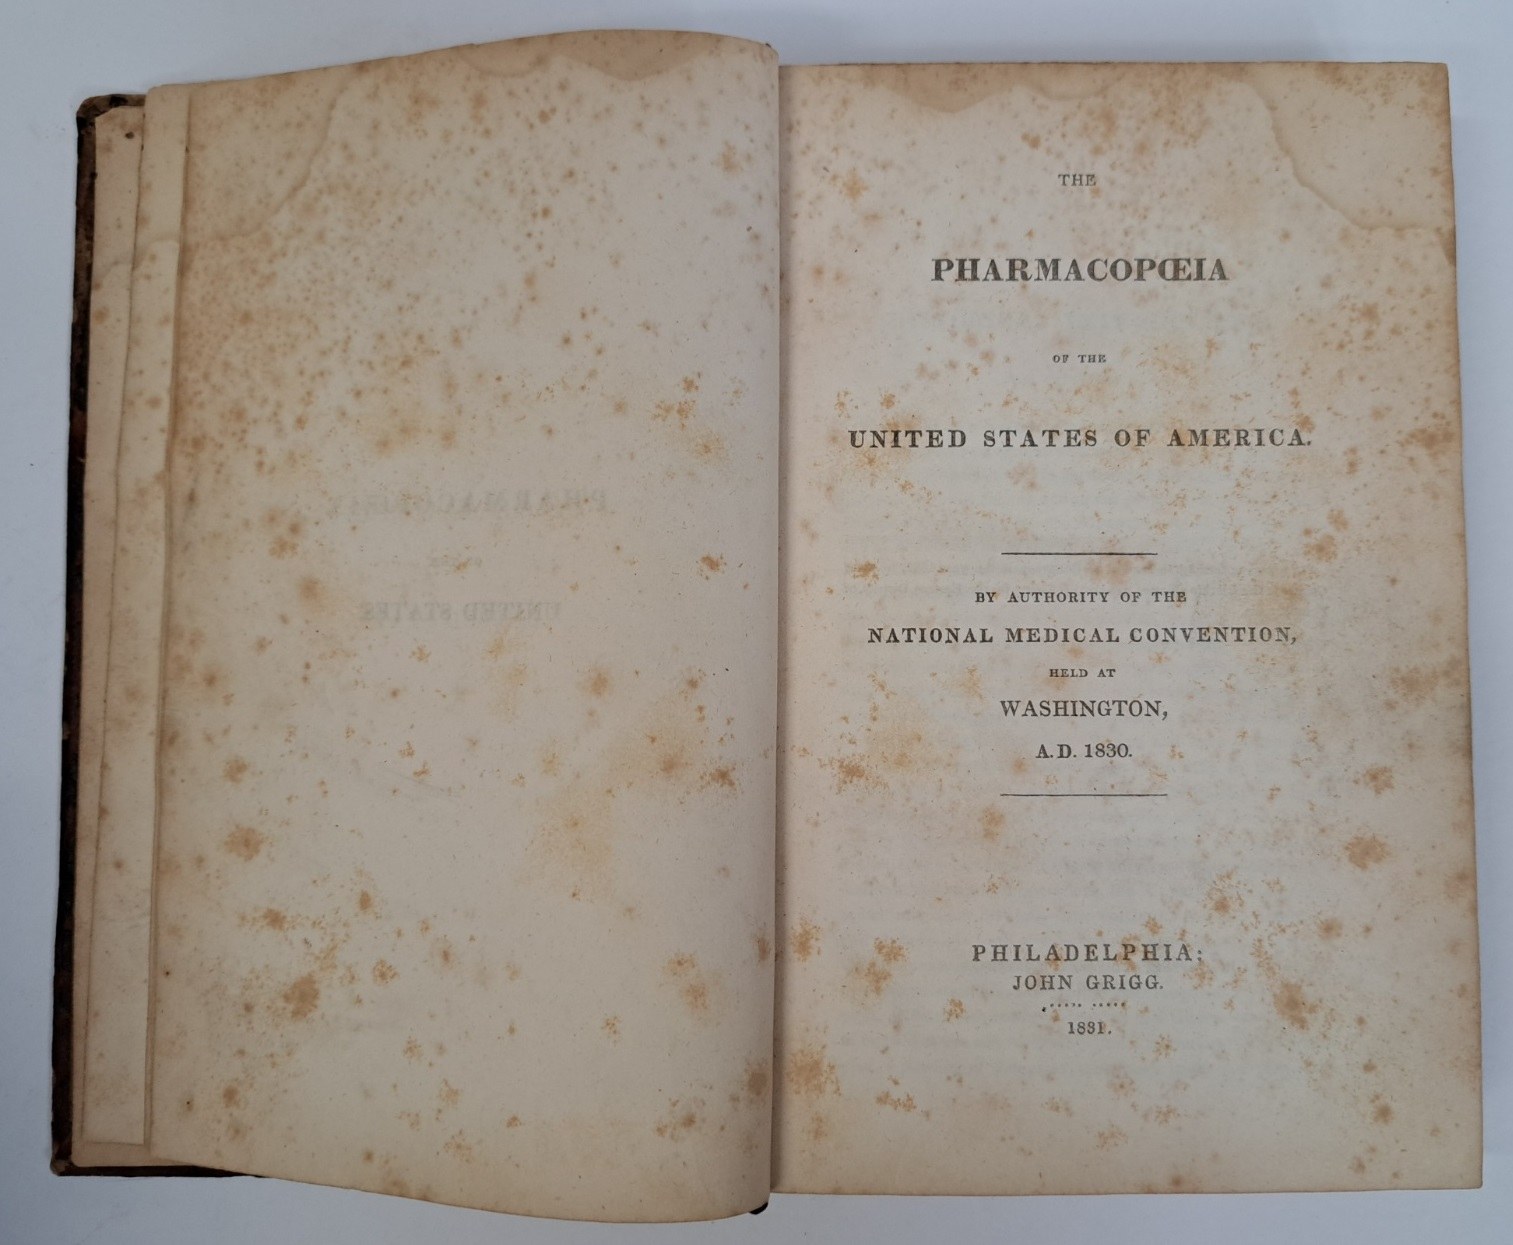 THE
PHARMACOPŒIA
OF THE
UNITED STATES OF AMERICA.
BY AUTHORITY OF THE
NATIONAL MEDICAL CONVENTION,
HELD AT
WASHINGTON,
A.D. 1830.
PHILADELPHIA:
JOHN GRIGG.
1831.